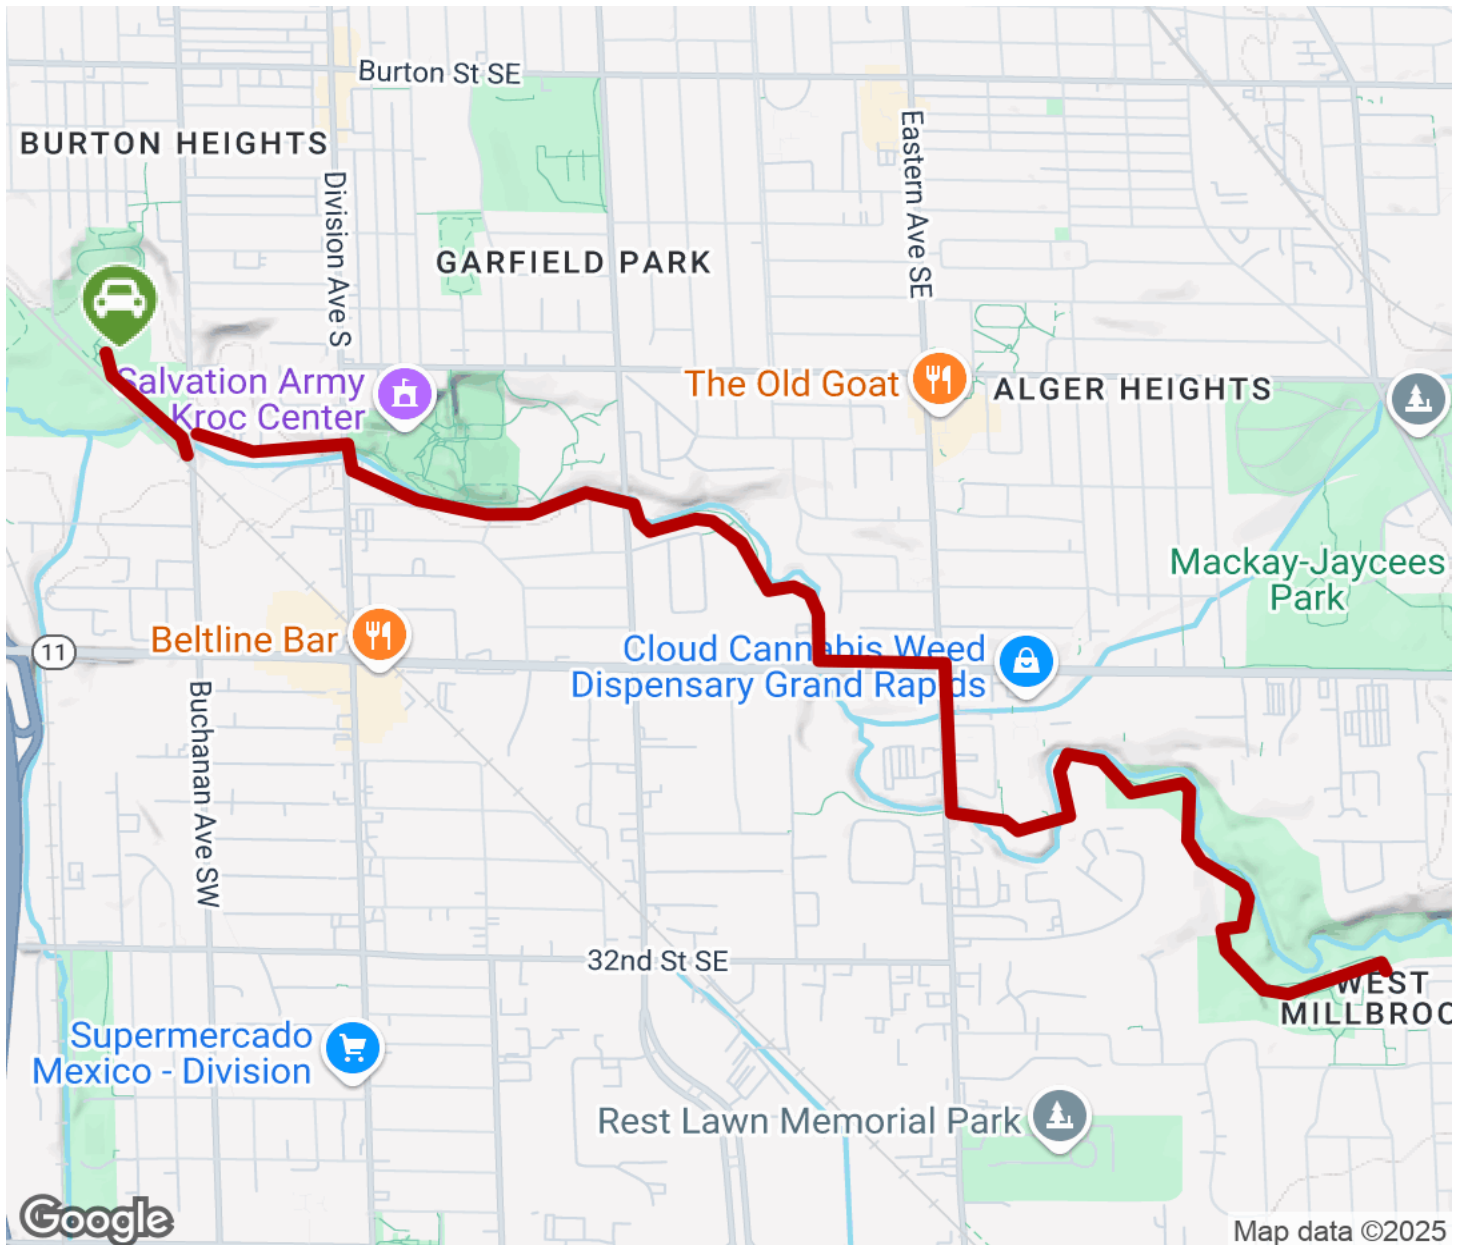 Burton St SE
BURTON HEIGHTS
Eastern Ave SE
Division Ave S
GARFIELD PARK
Salvation Army
Kroc Center
The Old Goat
ALGER HEIGHTS
Mackay-Jaycees
Park
Beltline Bar
11
Cloud Cannabis Weed
Dispensary Grand Rapids
Buchanan Ave SW
32nd St SE
WEST
MILLBROO
Supermercado
Mexico - Division
Rest Lawn Memorial Park
Google
Map data ©2025